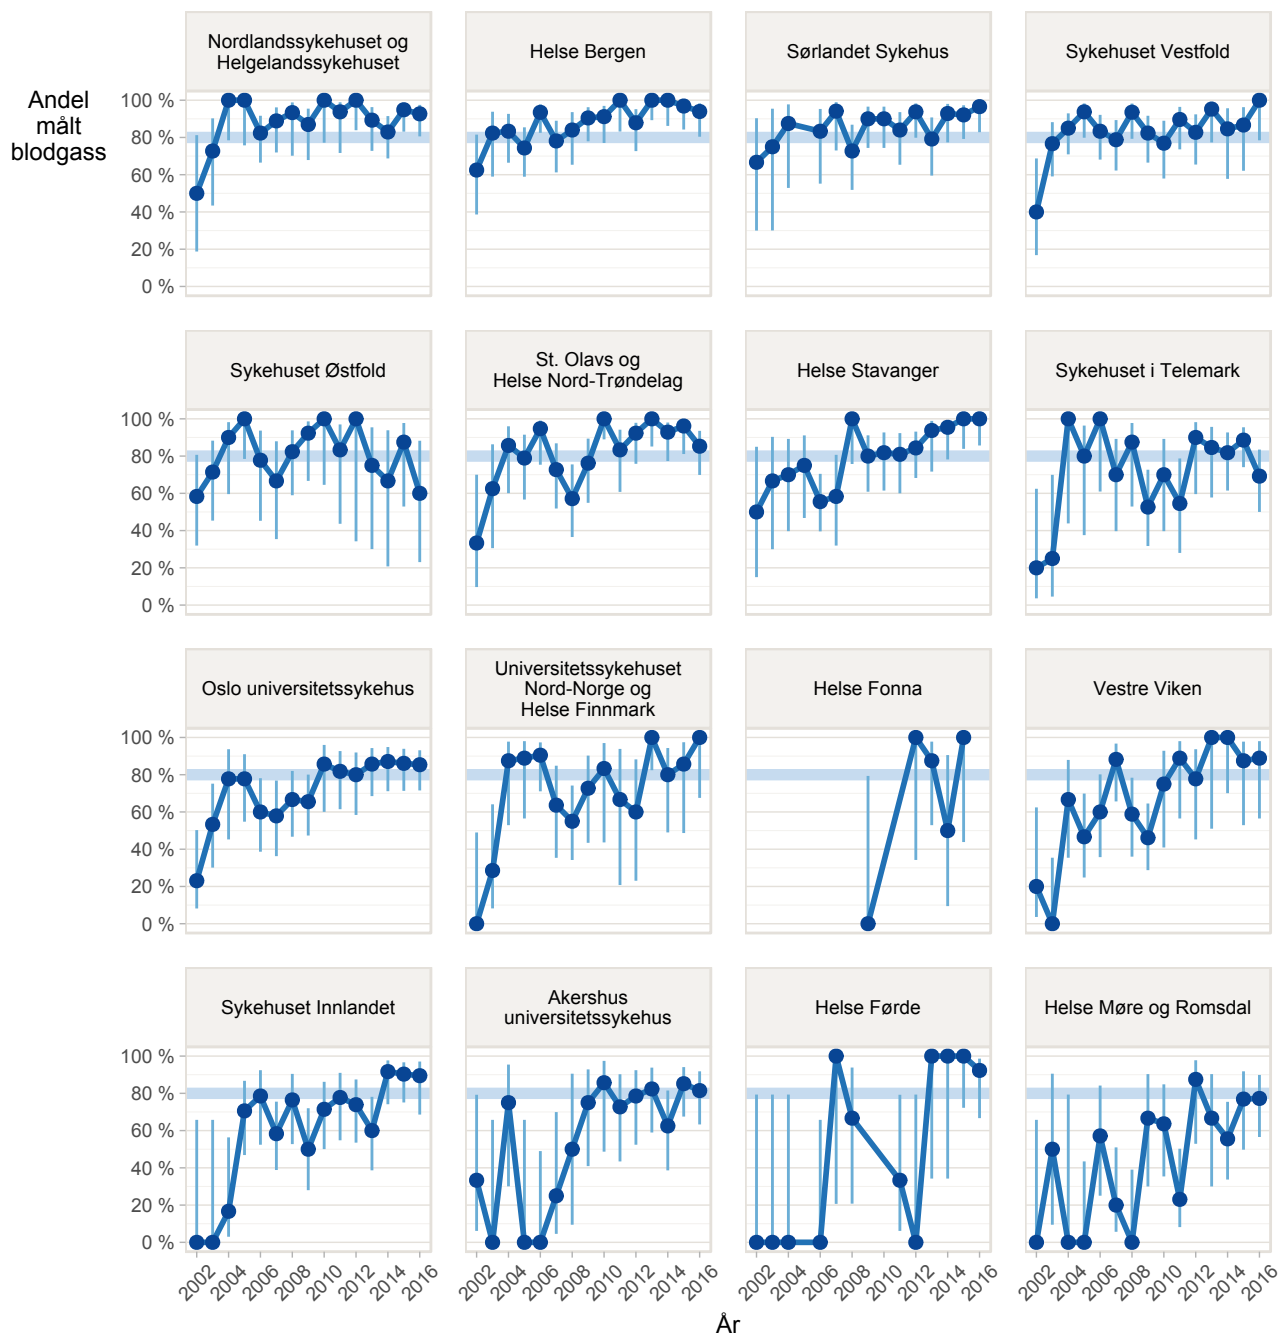 Nordlandssykehuset og
Helgelandssykehuset
Helse Bergen
Sørlandet Sykehus
Sykehuset Vestfold
Andel
målt
blodgass
100 %
80 %
60 %
40 %
20 %
0 %
Sykehuset Østfold
St. Olavs og
Helse Nord-Trøndelag
Helse Stavanger
Sykehuset i Telemark
100 %
80 %
60 %
40 %
20 %
0 %
Oslo universitetssykehus
Universitetssykehuset
Nord-Norge og
Helse Finnmark
Helse Fonna
Vestre Viken
100 %
80 %
60 %
40 %
20 %
0 %
Sykehuset Innlandet
Akershus
universitetssykehus
Helse Førde
Helse Møre og Romsdal
100 %
80 %
60 %
40 %
20 %
0 %
2002 2004 2006 2008 2010 2012 2014 2016
2002 2004 2006 2008 2010 2012 2014 2016
2002 2004 2006 2008 2010 2012 2014 2016
2002 2004 2006 2008 2010 2012 2014 2016
År